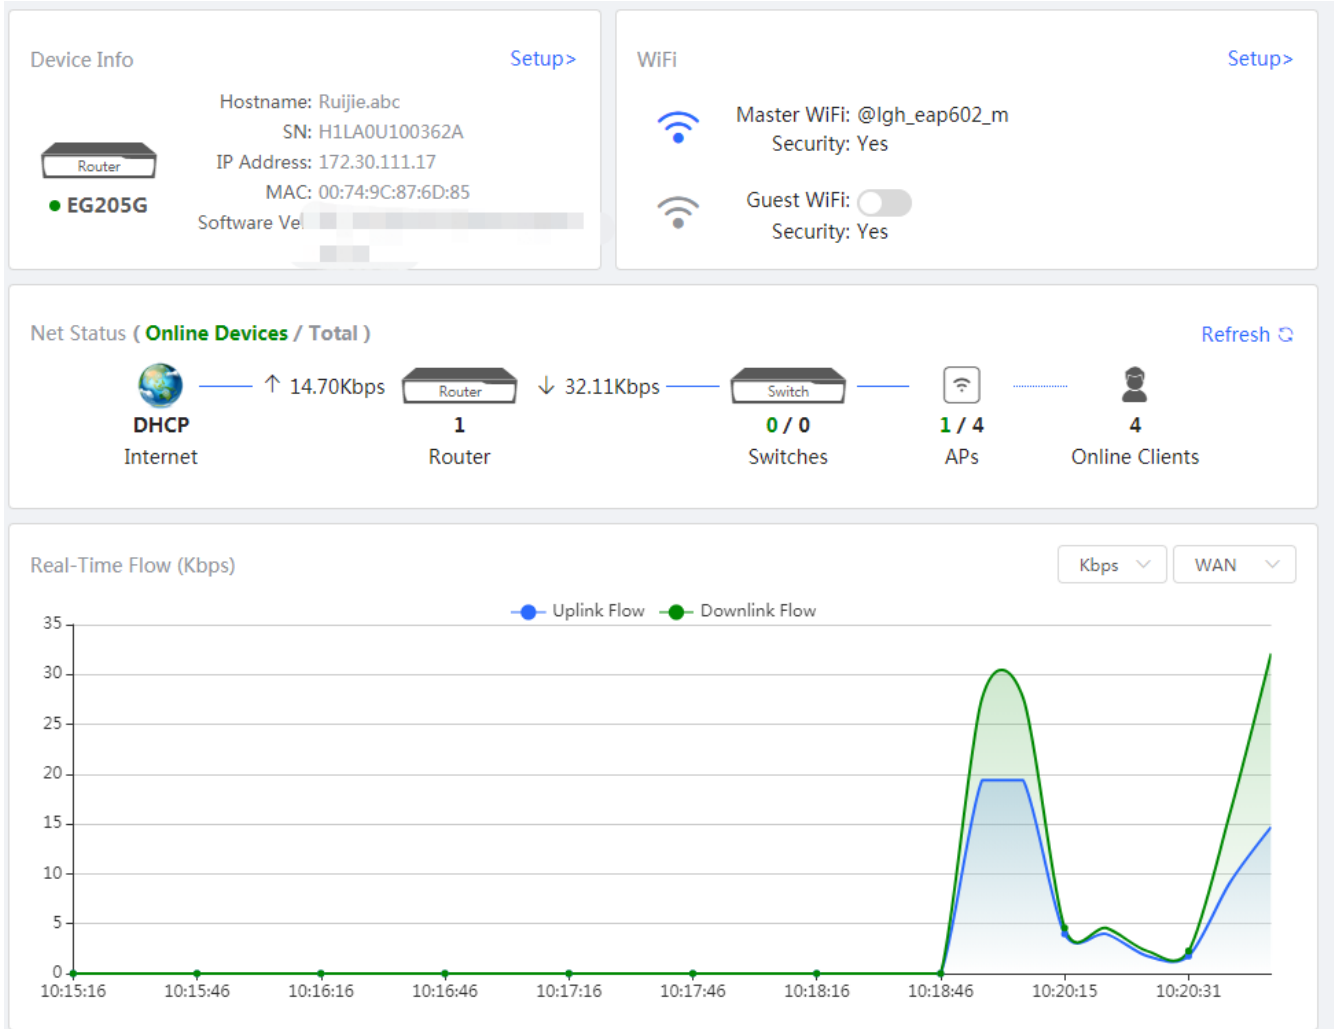 Device Info
Setup>
Hostname: Ruijie.abc
SN: H1LA0U100362A
IP Address: 172.30.111.17
MAC: 00:74:9C:87:6D:85
Software Ve
Router
EG205G
WiFi
Setup>
Master WiFi: @lgh_eap602_m
Security: Yes
Guest WiFi:
Security: Yes
Net Status ( Online Devices / Total )
Refresh
↑ 14.70Kbps
Router
↓ 32.11Kbps
Switch
DHCP
1
0 / 0
1 / 4
4
Internet
Router
Switches
APs
Online Clients
Real-Time Flow (Kbps)
Kbps
WAN
Uplink Flow
Downlink Flow
35
30
25
20
15
10
5
0
10:15:16
10:15:46
10:16:16
10:16:46
10:17:16
10:17:46
10:18:16
10:18:46
10:20:15
10:20:31